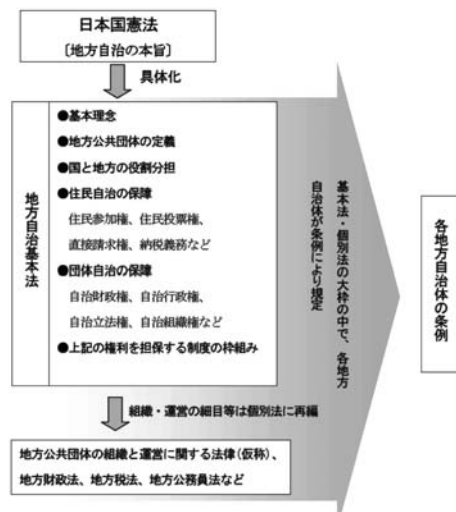 日本国憲法
〔地方自治の本旨〕
具体化
地方自治基本法
●基本理念
●地方公共団体の定義
●国と地方の役割分担
●住民自治の保障
住民参加権、住民投票権、
直接請求権、納税義務など
●団体自治の保障
自治財政権、自治行政権、
自治立法権、自治組織権など
●上記の権利を担保する制度の枠組み
組織・運営の細目等は個別法に再編
地方公共団体の組織と運営に関する法律(仮称)、
地方財政法、地方税法、地方公務員法など
基本法・個別法の大枠の中で、各地方
自治体が条例により規定
各地方自治体の条例